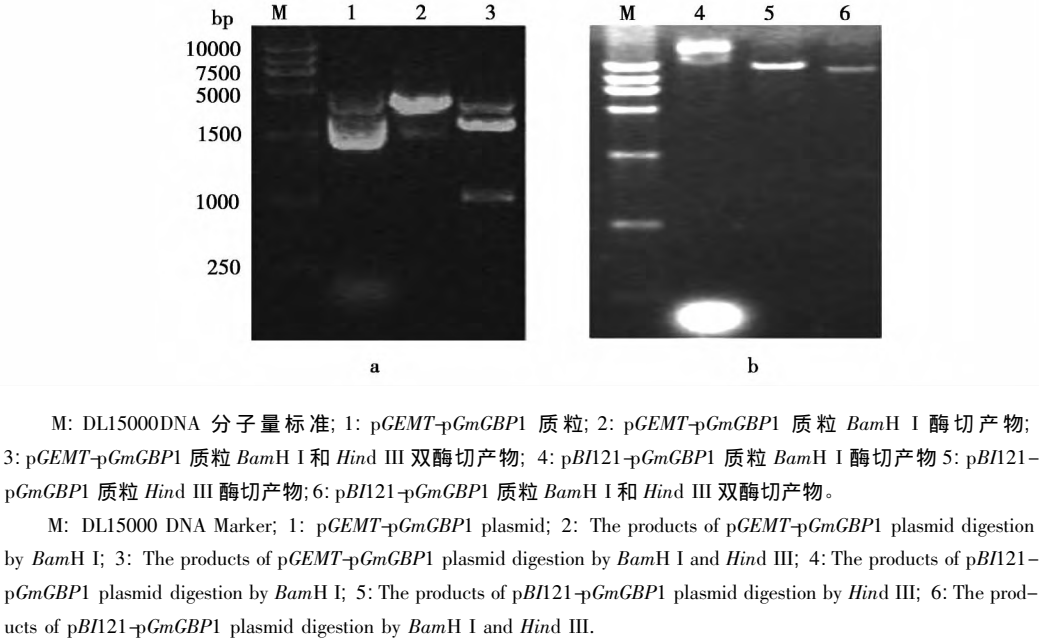 bp M 1 2 3 M 4 5 6
10000
7500
5000
1500
1000
250
a b
M: DL15000DNA 分子量标准; 1: pGEMT-pGmGBP1 质粒; 2: pGEMT-pGmGBP1 质粒 BamH I 酶切产物;
3: pGEMT-pGmGBP1 质粒 BamH I 和 Hind III 双酶切产物; 4: pBI121-pGmGBP1 质粒 BamH I 酶切产物 5: pBI121-
pGmGBP1 质粒 Hind III 酶切产物; 6: pBI121-pGmGBP1 质粒 BamH I 和 Hind III 双酶切产物。
M: DL15000 DNA Marker; 1: pGEMT-pGmGBP1 plasmid; 2: The products of pGEMT-pGmGBP1 plasmid digestion
by BamH I; 3: The products of pGEMT-pGmGBP1 plasmid digestion by BamH I and Hind III; 4: The products of pBI121-
pGmGBP1 plasmid digestion by BamH I; 5: The products of pBI121-pGmGBP1 plasmid digestion by Hind III; 6: The prod-
ucts of pBI121-pGmGBP1 plasmid digestion by BamH I and Hind III.